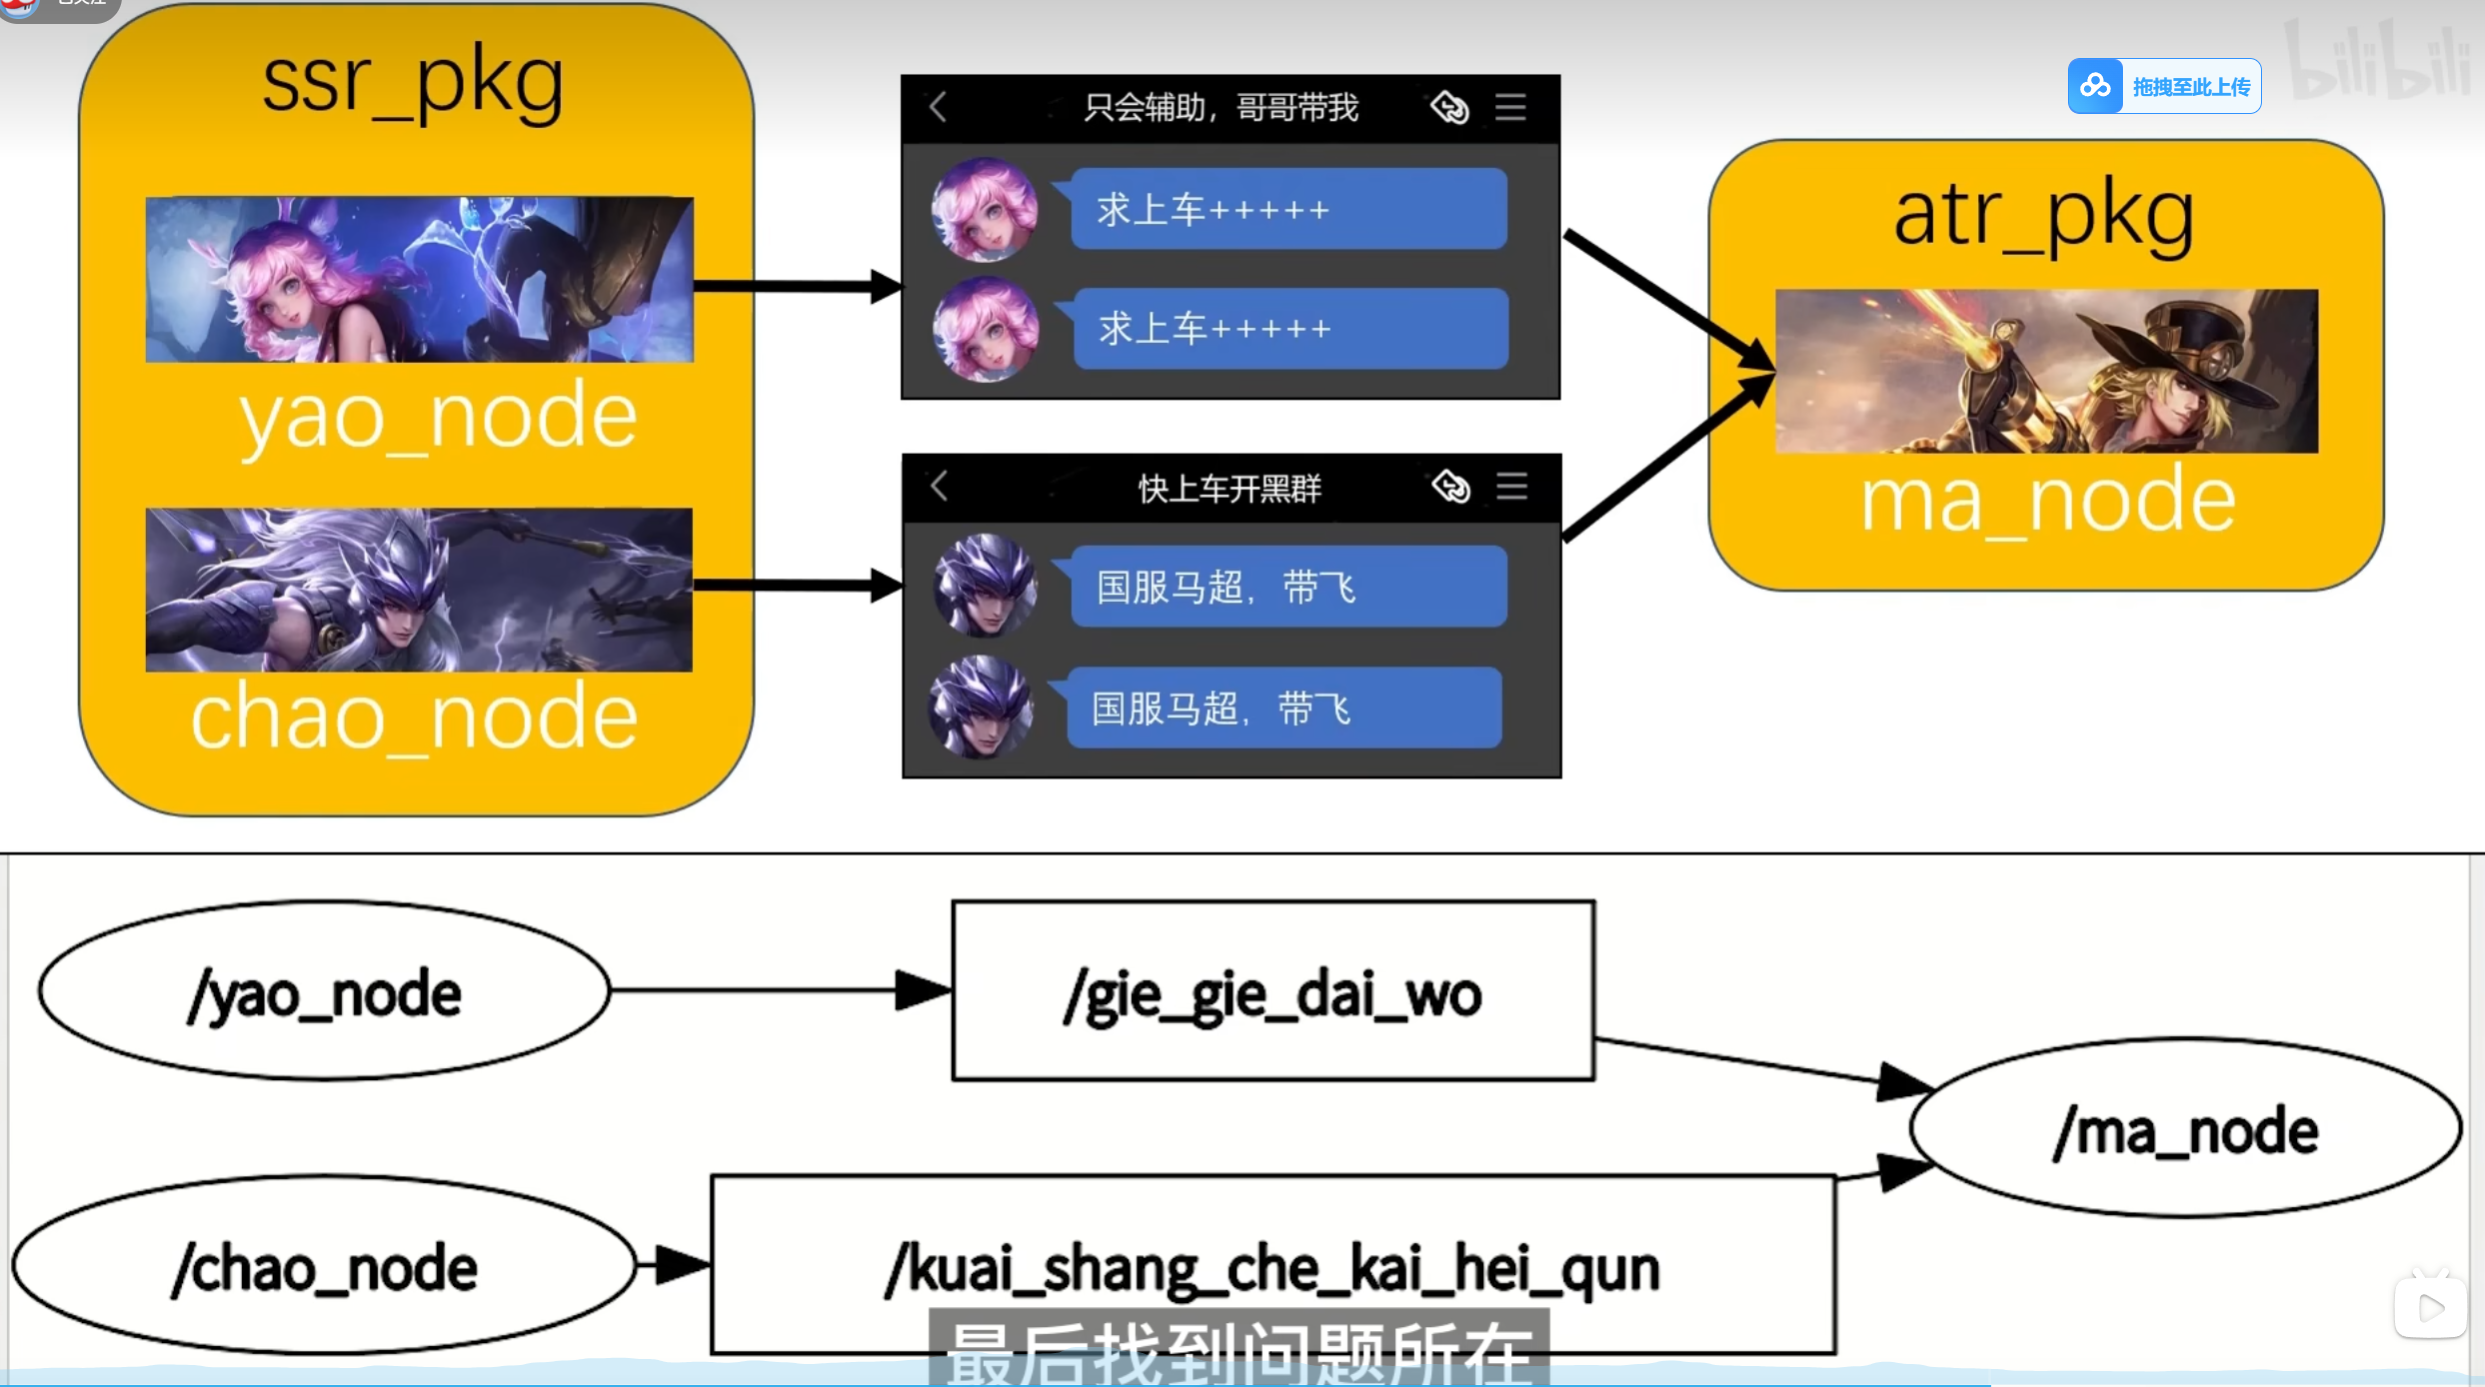 ssr_pkg
yao_node
chao_node
只会辅助，哥哥带我
求上车+++++
求上车+++++
快上车开黑群
国服马超，带飞
国服马超，带飞
bilibili
拖拽至此上传
atr_pkg
ma_node
/yao_node
/gie_gie_dai_wo
/ma_node
/chao_node
/kuai_shang_che_kai_hei_qun
最后找到问题所在